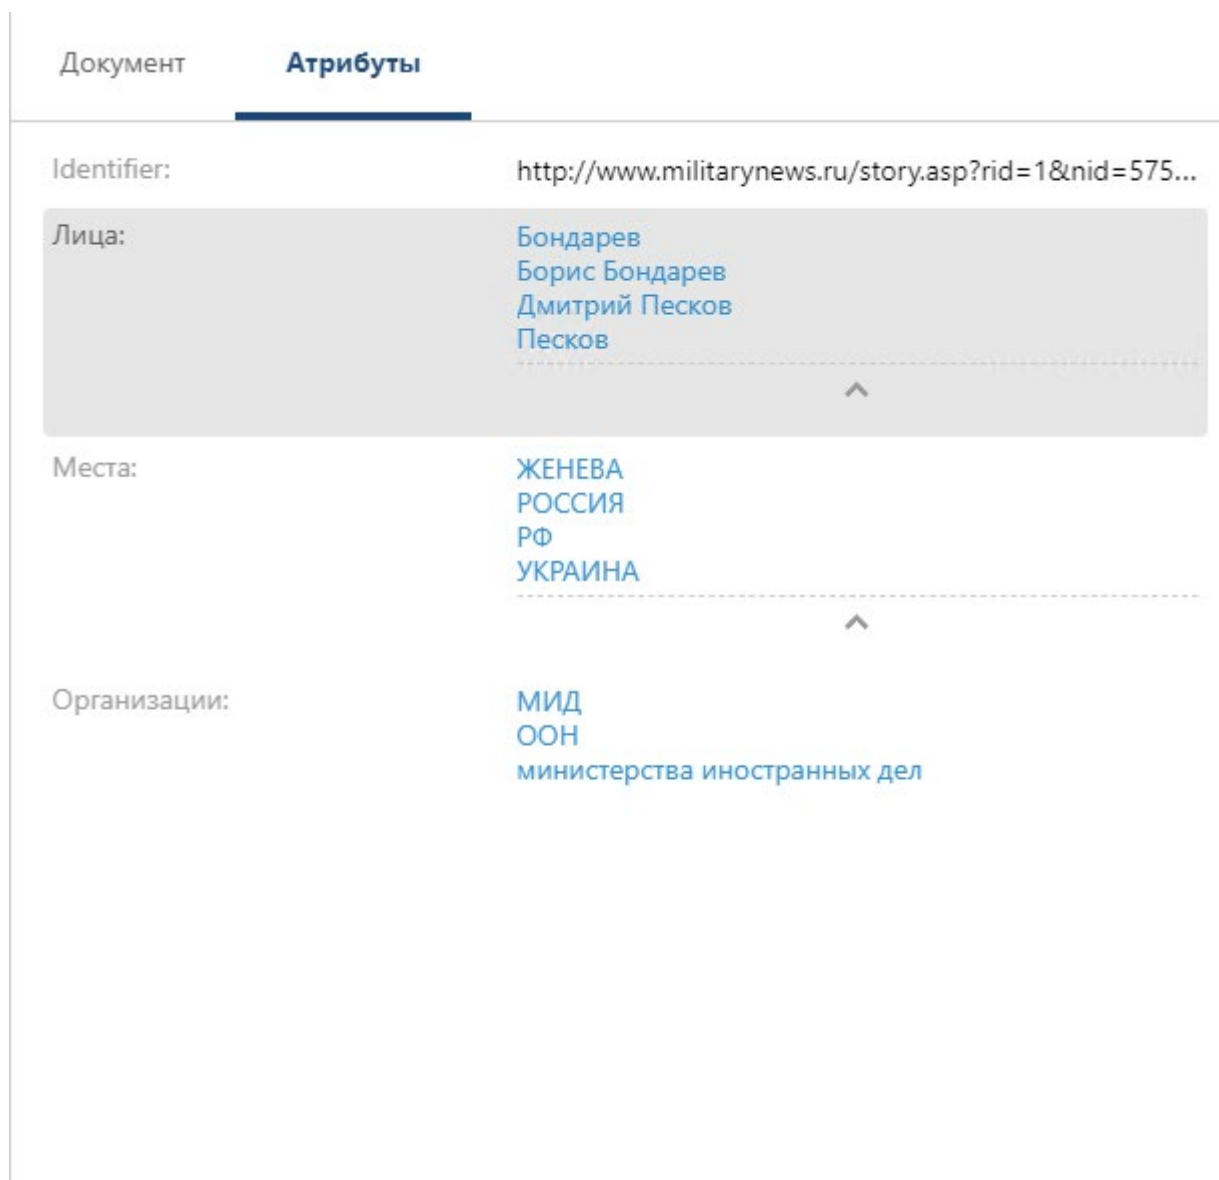 Документ Атрибуты
Identifier: http://www.militarynews.ru/story.asp?rid=1&nid=575...
Лица: Бондарев
Борис Бондарев
Дмитрий Песков
Песков
Места: ЖЕНЕВА
РОССИЯ
РФ
УКРАИНА
Организации: МИД
ООН
министерства иностранных дел